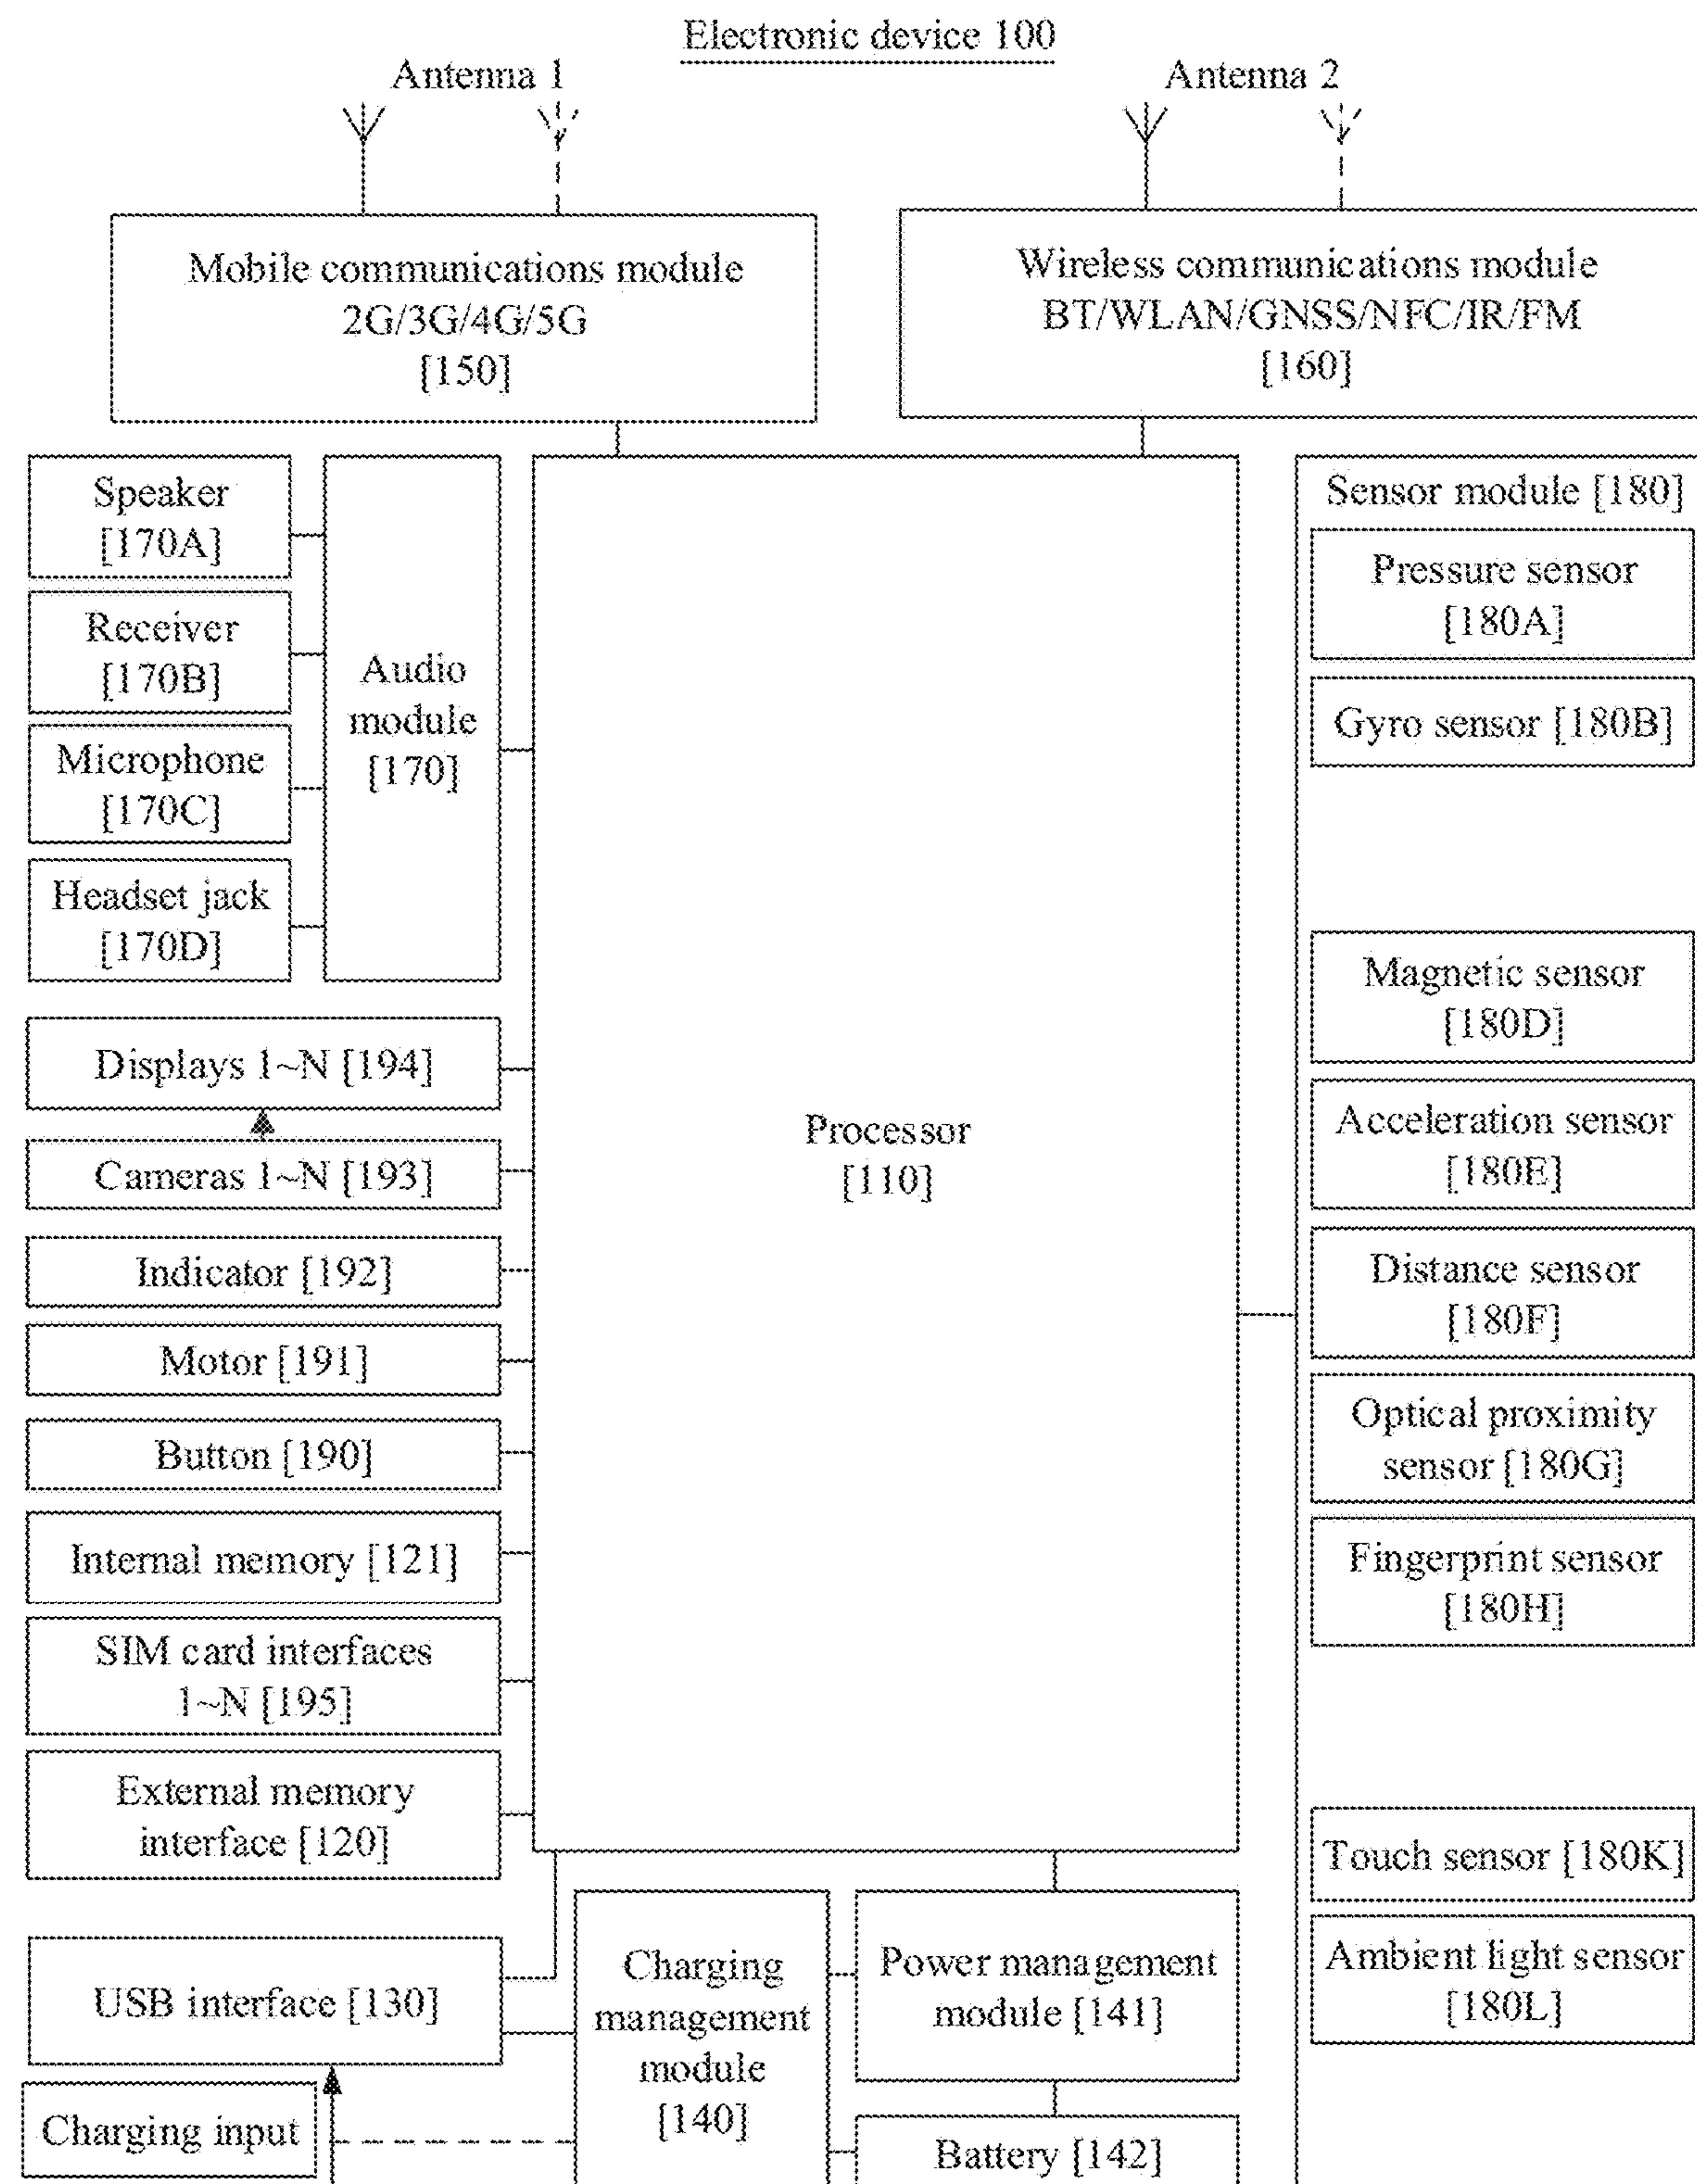 Electronic device 100
Antenna 1
Antenna 2
Mobile communications module
2G/3G/4G/5G
[150]
Wireless communications module
BT/WLAN/GNSS/NFC/IR/FM
[160]
Speaker
[170A]
Receiver
[170B]
Microphone
[170C]
Headset jack
[170D]
Audio
module
[170]
Displays 1~N [194]
Cameras 1~N [193]
Indicator [192]
Motor [191]
Button [190]
Internal memory [121]
SIM card interfaces
1~N [195]
External memory
interface [120]
USB interface [130]
Charging input
Processor
[110]
Charging
management
module
[140]
Power management
module [141]
Battery [142]
Sensor module [180]
Pressure sensor
[180A]
Gyro sensor [180B]
Magnetic sensor
[180D]
Acceleration sensor
[180E]
Distance sensor
[180F]
Optical proximity
sensor [180G]
Fingerprint sensor
[180H]
Touch sensor [180K]
Ambient light sensor
[180L]